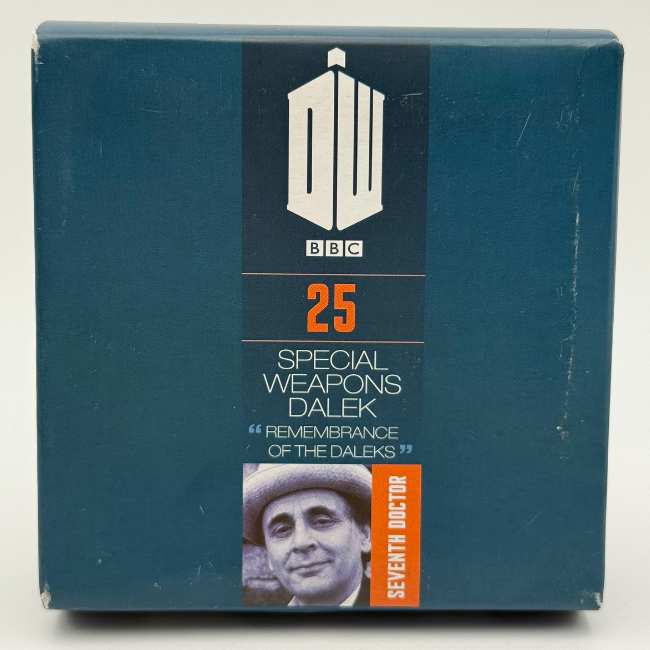 DW
BBC
25
SPECIAL
WEAPONS
DALEK
“ REMEMBRANCE
OF THE DALEKS ”
SEVENTH DOCTOR